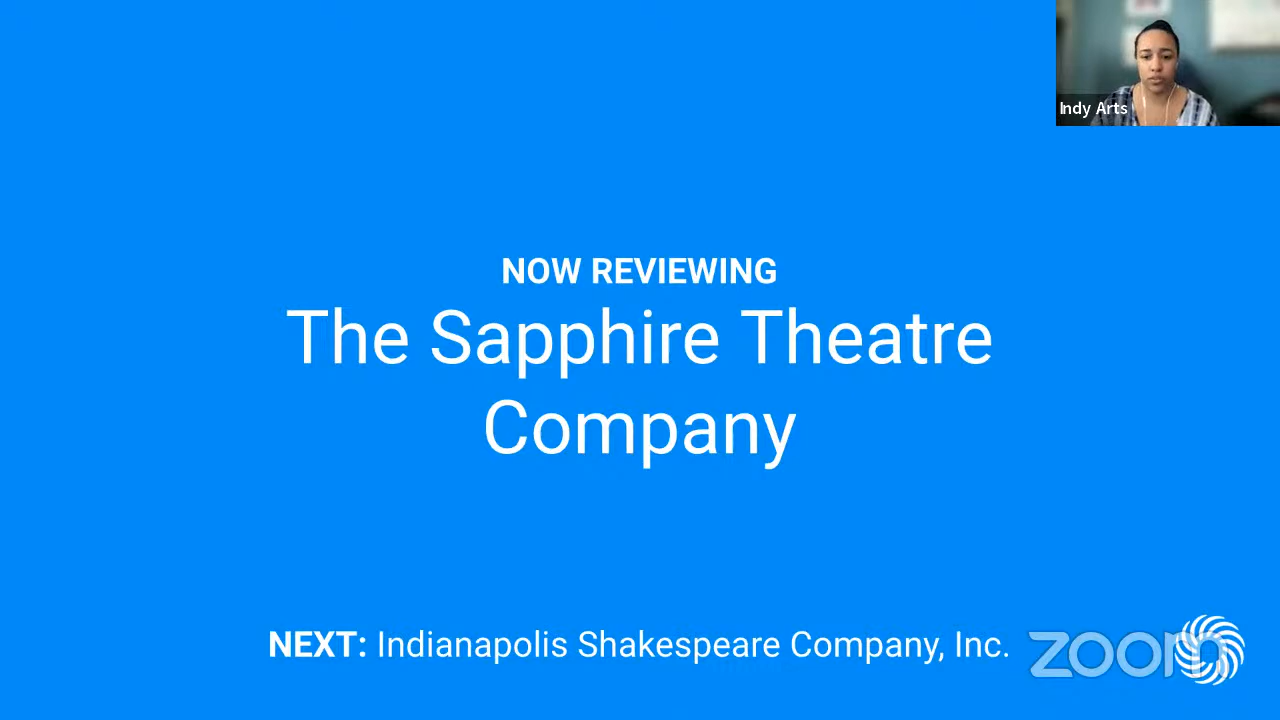 Indy Arts
NOW REVIEWING
The Sapphire Theatre
Company
NEXT: Indianapolis Shakespeare Company, Inc.
zoom